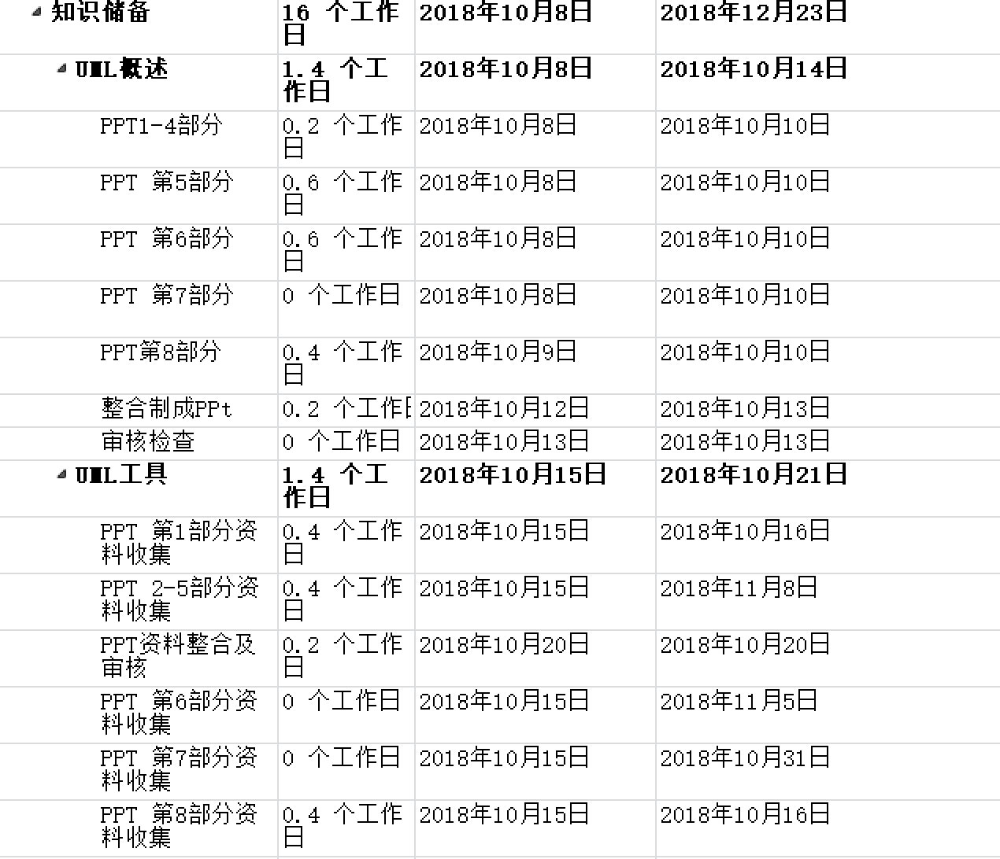 知识储备 16 个工作 2018年10月8日 2018年12月23日
日
UML概述 1.4 个工 2018年10月8日 2018年10月14日
作日
PPT1-4部分 0.2 个工作 2018年10月8日 2018年10月10日
日
PPT 第5部分 0.6 个工作 2018年10月8日 2018年10月10日
日
PPT 第6部分 0.6 个工作 2018年10月8日 2018年10月10日
日
PPT 第7部分 0 个工作日 2018年10月8日 2018年10月10日
PPT第8部分 0.4 个工作 2018年10月9日 2018年10月10日
日
整合制成PPt 0.2 个工作日 2018年10月12日 2018年10月13日
审核检查 0 个工作日 2018年10月13日 2018年10月13日
UML工具 1.4 个工 2018年10月15日 2018年10月21日
作日
PPT 第1部分资 0.4 个工作 2018年10月15日 2018年10月16日
料收集 日
PPT 2-5部分资 0.4 个工作 2018年10月15日 2018年11月8日
料收集 日
PPT资料整合及 0.2 个工作 2018年10月20日 2018年10月20日
审核 日
PPT 第6部分资 0 个工作日 2018年10月15日 2018年11月5日
料收集
PPT 第7部分资 0 个工作日 2018年10月15日 2018年10月31日
料收集
PPT 第8部分资 0.4 个工作 2018年10月15日 2018年10月16日
料收集 日